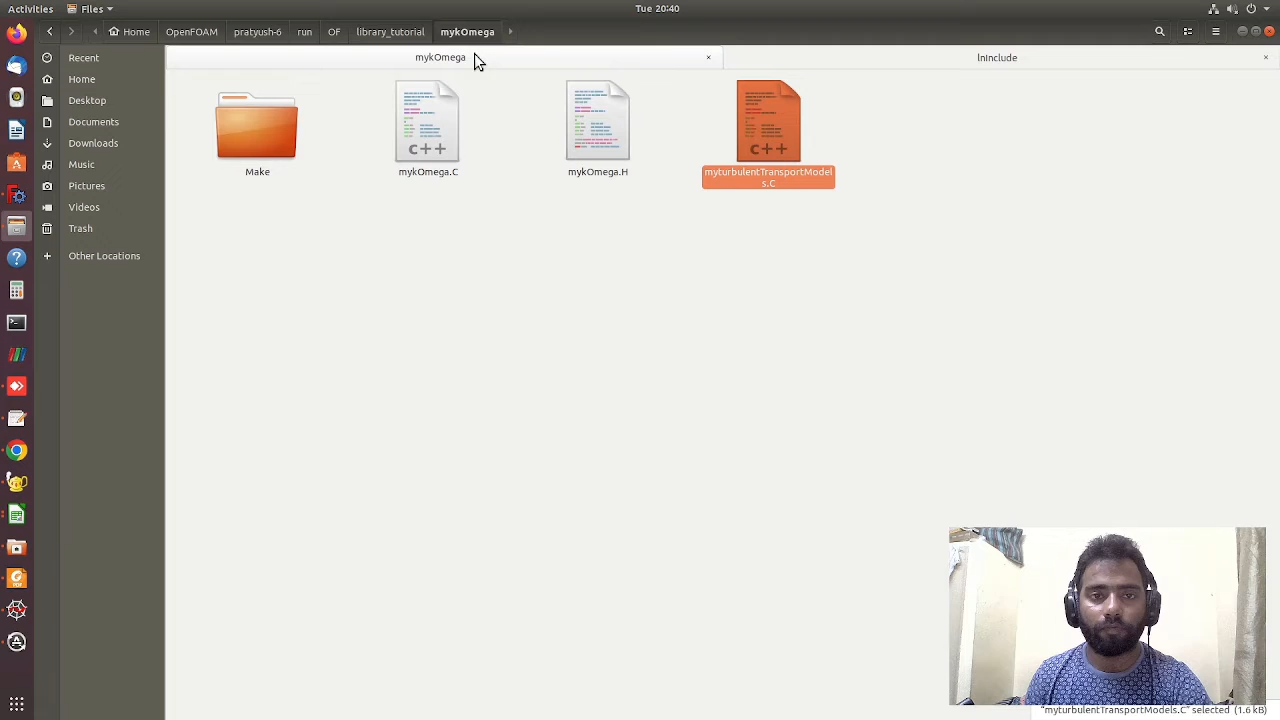 Activities
Files
Tue 20:40
Home
OpenFOAM
pratyush-6
run
OF
library_tutorial
mykOmega
Recent
Home
Desktop
Documents
Downloads
Music
Pictures
Videos
Trash
Other Locations
mykOmega
lnInclude
Make
c++
mykOmega.C
mykOmega.H
c++
myturbulentTransportModel
s.C
"myturbulentTransportModels.C" selected (1.6 kB)